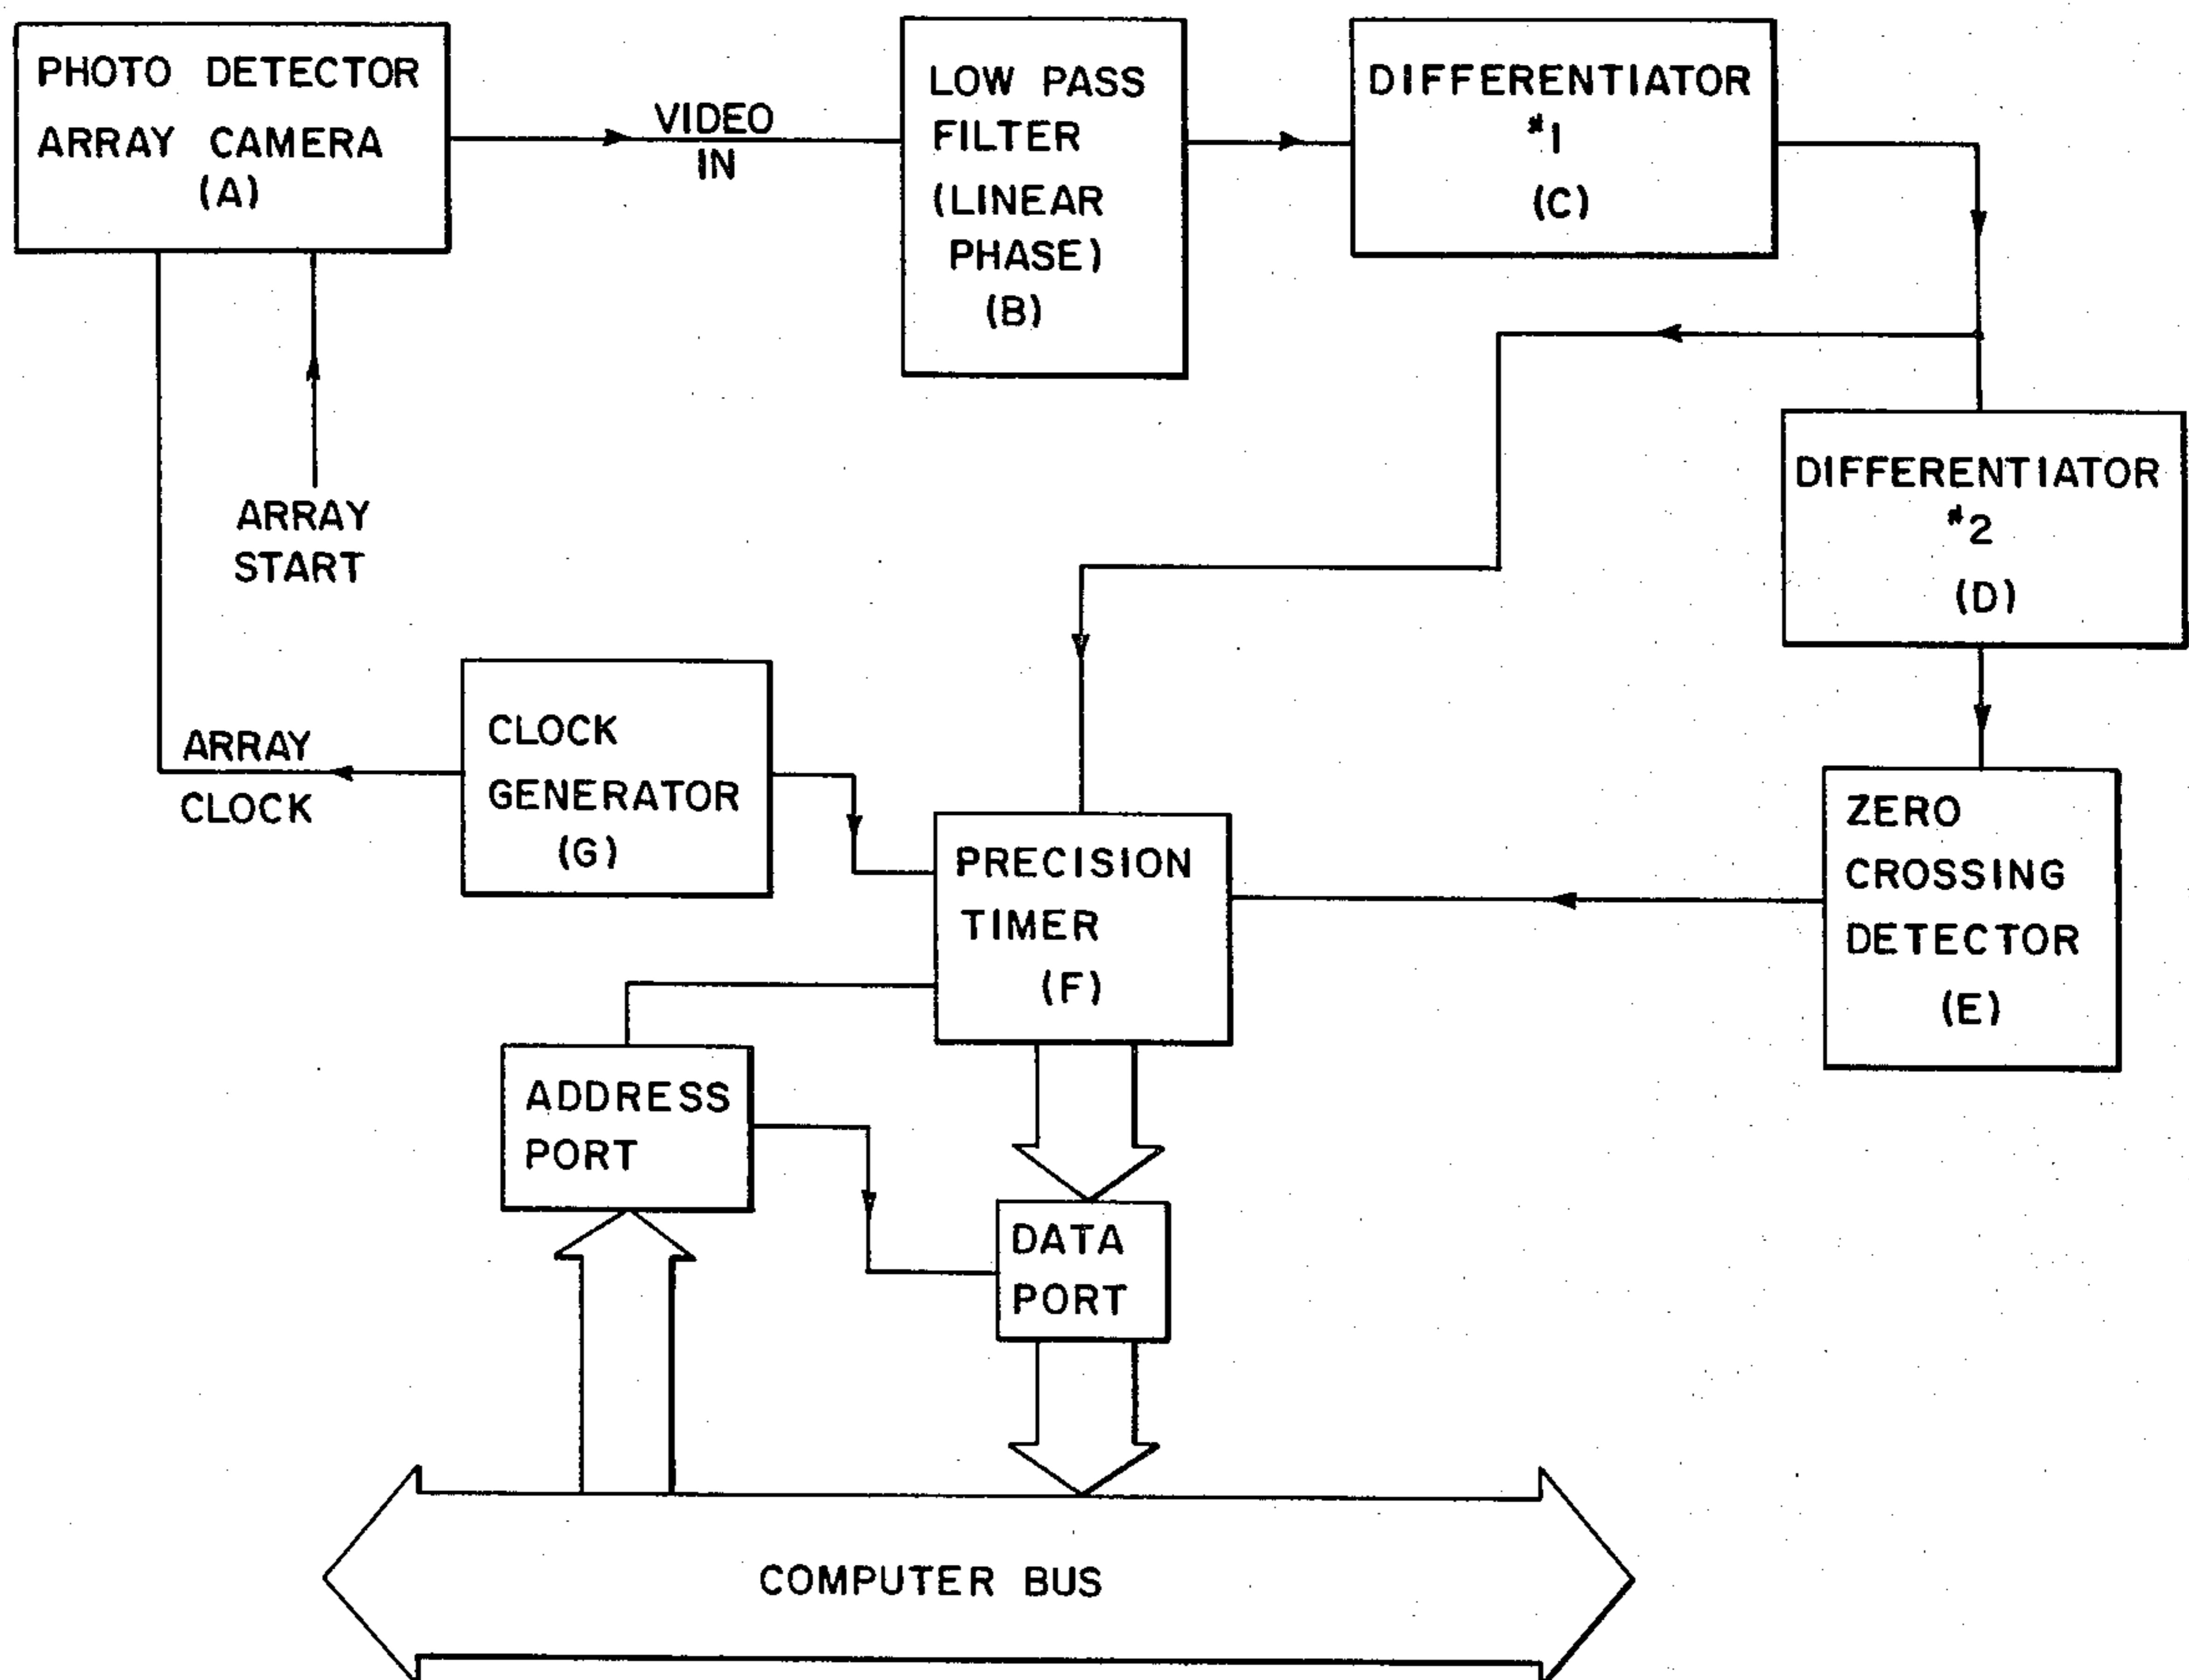 PHOTO DETECTOR
ARRAY CAMERA
(A)
VIDEO
IN
LOW PASS
FILTER
(LINEAR
PHASE)
(B)
DIFFERENTIATOR
#1
(C)
ARRAY
START
DIFFERENTIATOR
#2
(D)
ARRAY
CLOCK
CLOCK
GENERATOR
(G)
PRECISION
TIMER
(F)
ZERO
CROSSING
DETECTOR
(E)
ADDRESS
PORT
DATA
PORT
COMPUTER BUS